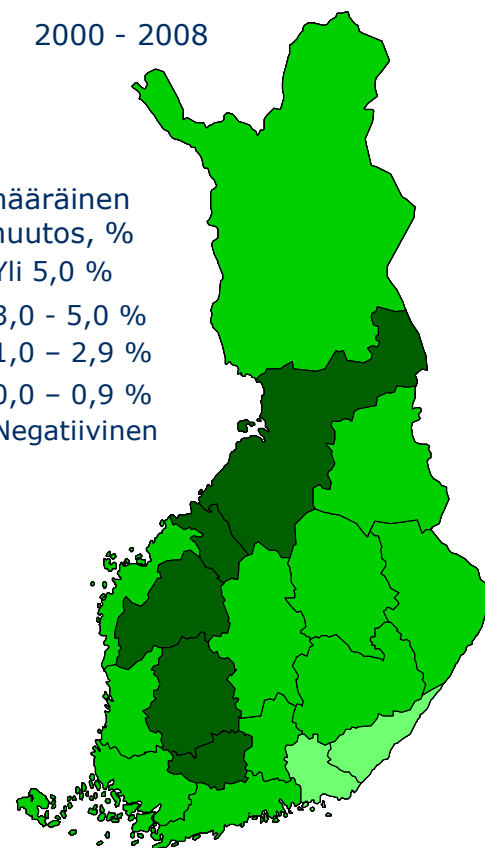 2000 - 2008
määräinen
muutos, %
Yli 5,0 %
3,0 - 5,0 %
1,0 – 2,9 %
0,0 – 0,9 %
Negatiivinen